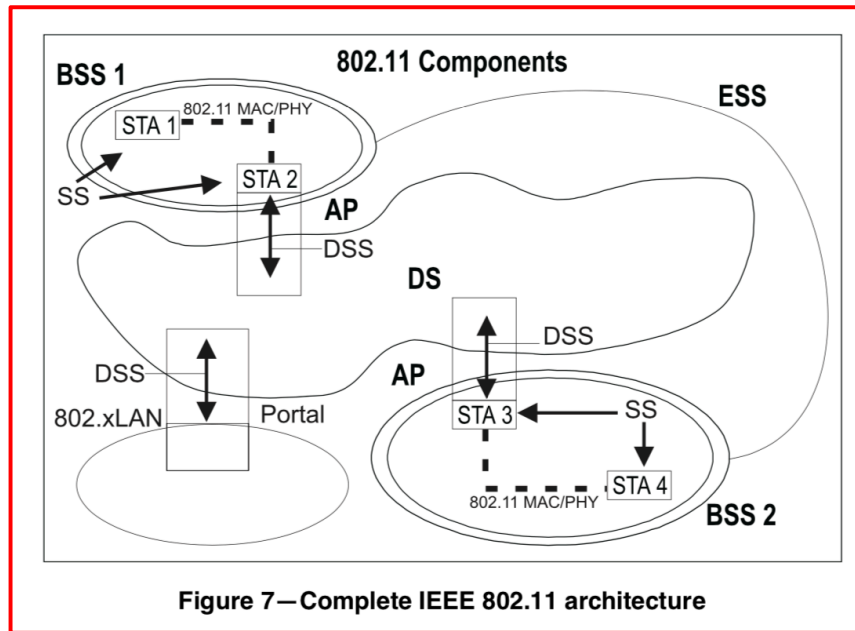 802.11 Components
BSS 1
ESS
802.11 MAC/PHY
STA 1
STA 2
SS
AP
DSS
DS
DSS
AP
DSS
802.xLAN
Portal
STA 3
SS
STA 4
802.11 MAC/PHY
BSS 2
Figure 7—Complete IEEE 802.11 architecture